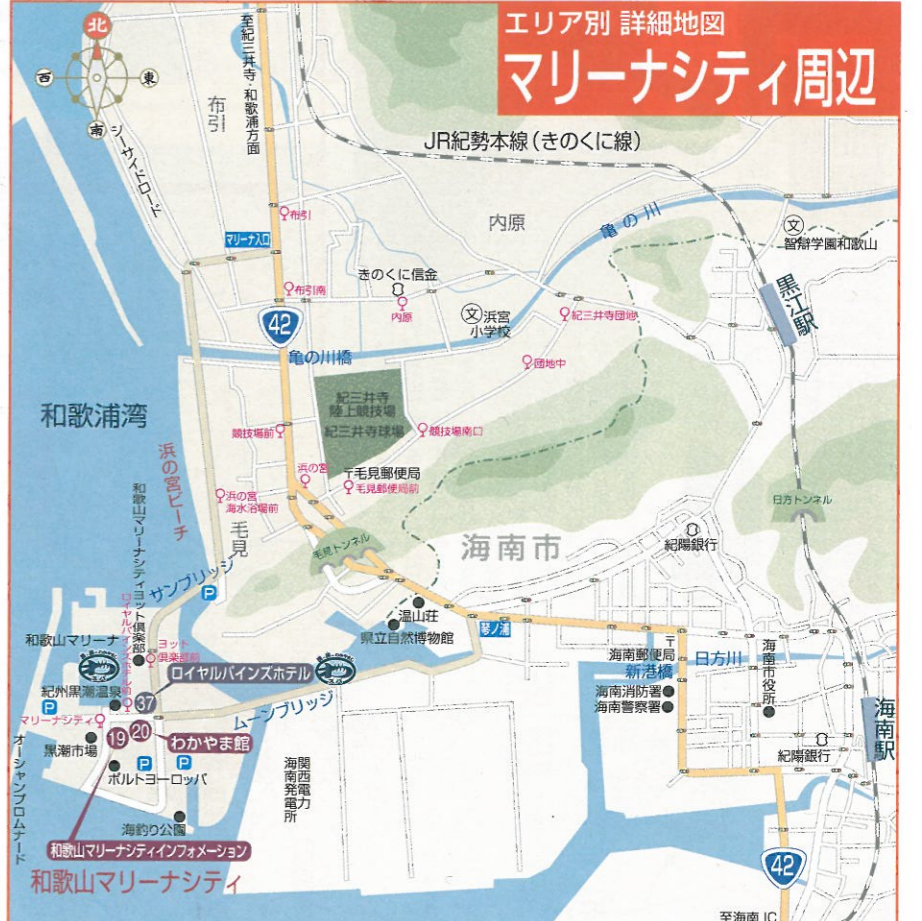 エリア別 詳細地図
マリーナシティ周辺
北
西
東
南
至紀三井寺・和歌浦方面
布引
シーサイドロード
JR紀勢本線(きのくに線)
内原
亀の川
文
智辯学園和歌山
布引
マリーナ入口
きのくに信金
布引南
内原
文
浜宮
小学校
紀三井寺団地
黒江駅
42
亀の川橋
団地中
紀三井寺
陸上競技場
紀三井寺球場
和歌浦湾
競技場前
競技場南口
浜の宮ビーチ
浜の宮
〒毛見郵便局
毛見郵便局前
浜の宮
海水浴場前
毛見
日方トンネル
和歌山マリーナシティヨット倶楽部
毛見トンネル
海南市
紀陽銀行
サンブリッジ
P
温山荘
県立自然博物館
琴ノ浦
〒
海南郵便局
日方川
新港橋
海南市役所
和歌山マリーナ
ロイヤルパインズホテル前
ヨット
倶楽部前
ロイヤルパインズホテル
37
紀州黒潮温泉
P
マリーナシティ
ムーンブリッジ
海南消防署
海南警察署
海南駅
19
20
わかやま館
黒潮市場
紀陽銀行
ポルトヨーロッパ
P
P
オーシャンプロムナード
関西電力
海南発電所
海釣り公園
和歌山マリーナシティインフォメーション
和歌山マリーナシティ
42
至海南IC